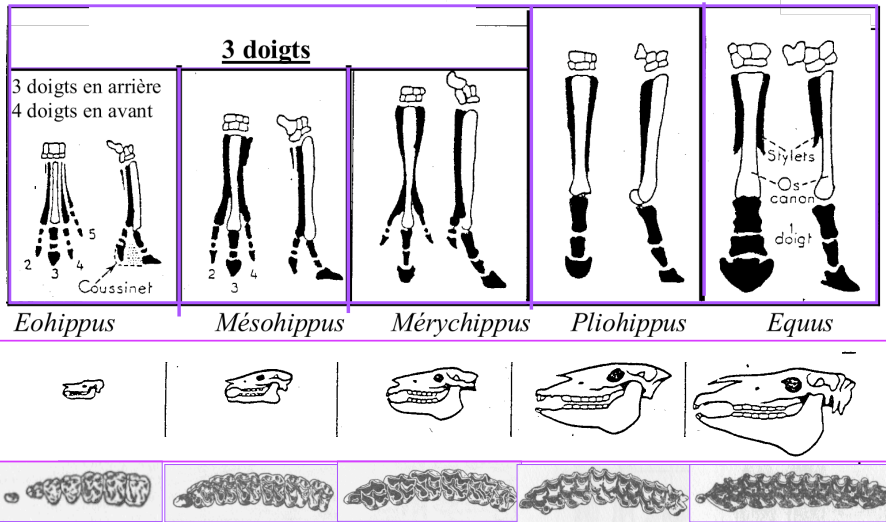 3 doigts
3 doigts en arrière
4 doigts en avant
Stylets
Os
canon
1
doigt
5
2
3
4
2
4
3
Coussinet
Eohippus
Mésohippus
Mérychippus
Pliohippus
Equus